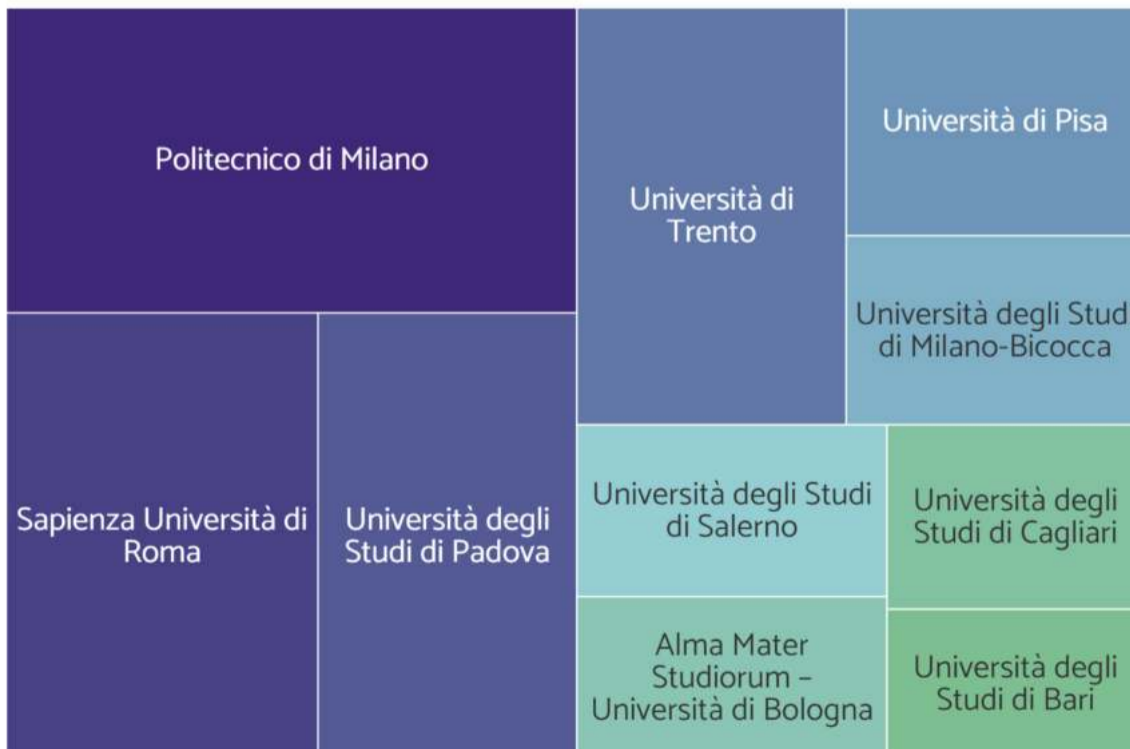 Politecnico di Milano
Sapienza Università di
Roma
Università degli
Studi di Padova
Università di
Trento
Università di Pisa
Università degli Stud
di Milano-Bicocca
Università degli Studi
di Salerno
Alma Mater
Studiorum –
Università di Bologna
Università degli
Studi di Cagliari
Università degli
Studi di Bari